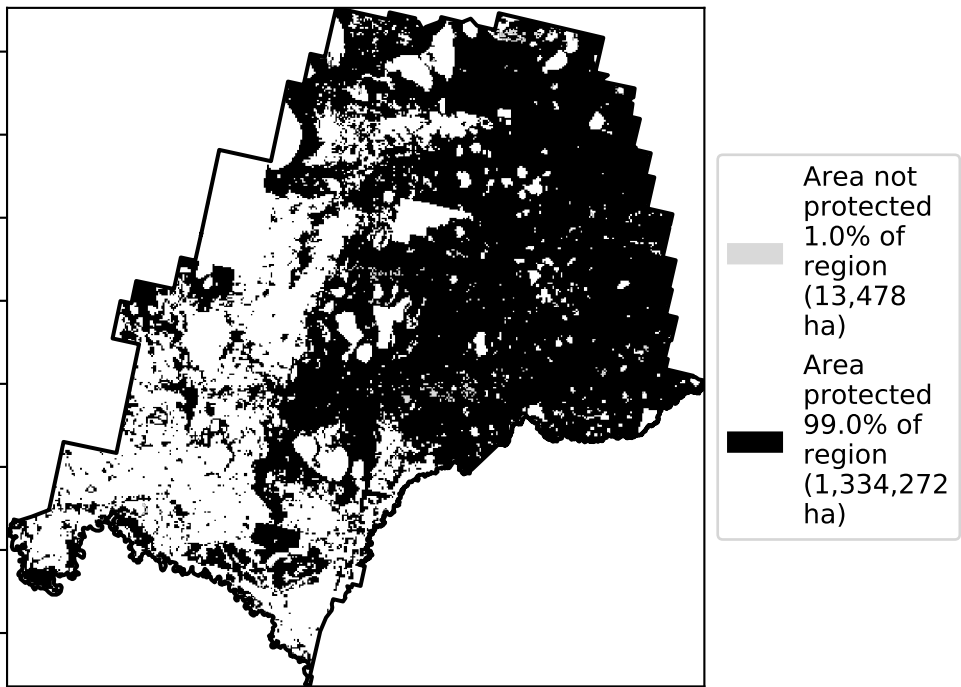 Area not
protected
1.0% of
region
(13,478
ha)
Area
protected
99.0% of
region
(1,334,272
ha)